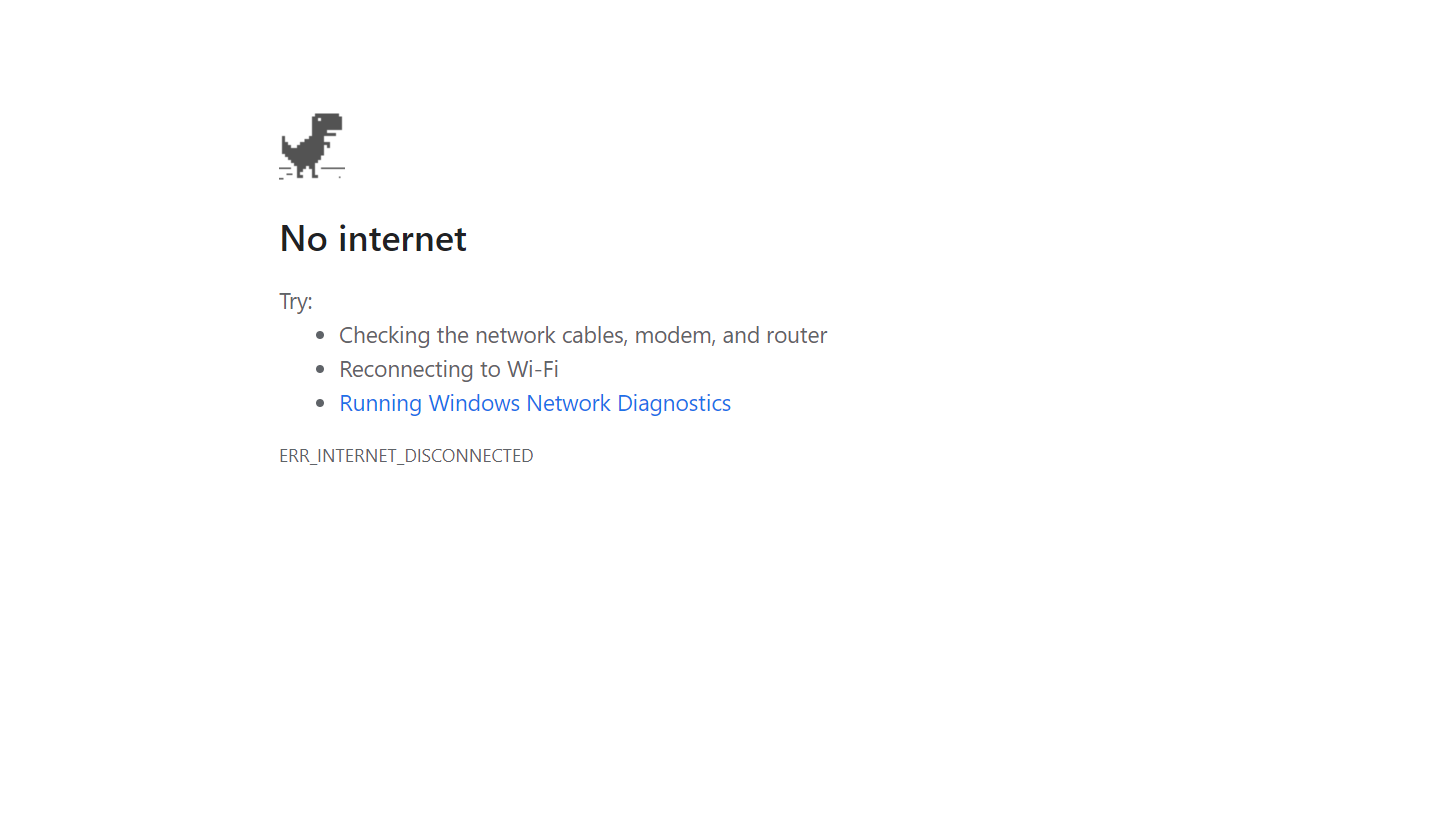 No internet
Try:
Checking the network cables, modem, and router
Reconnecting to Wi-Fi
Running Windows Network Diagnostics
ERR_INTERNET_DISCONNECTED